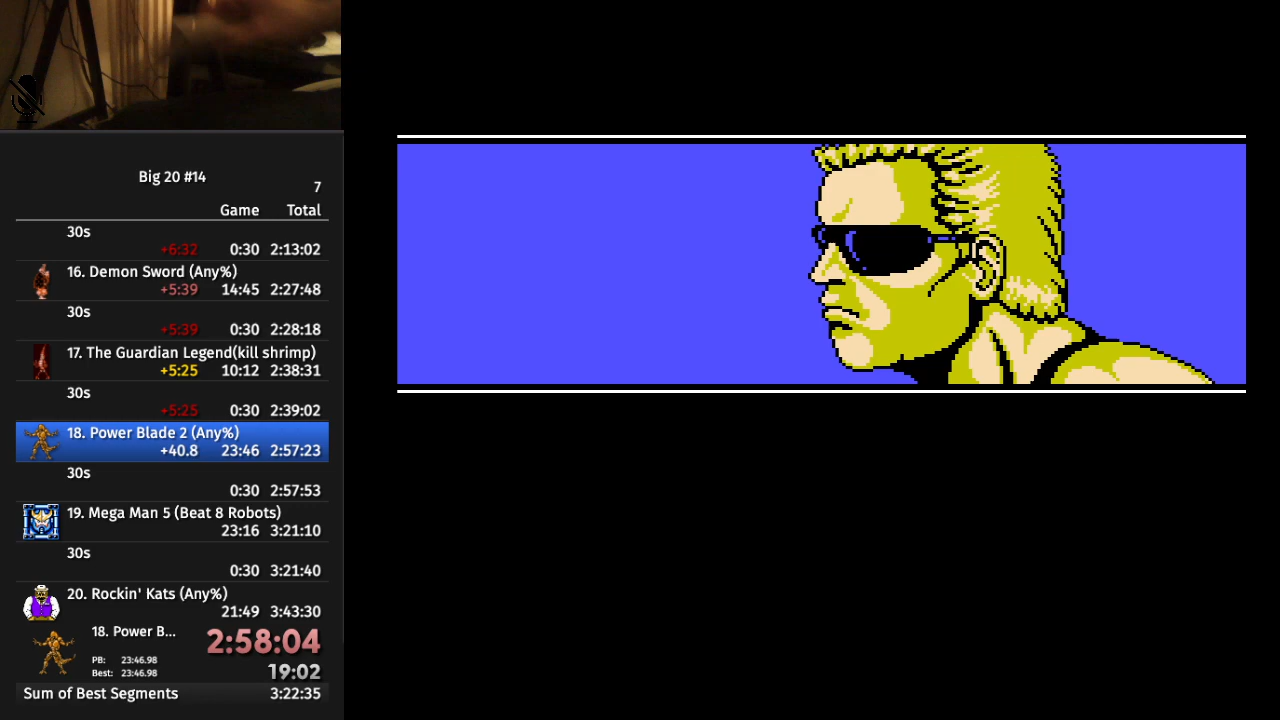 Big 20 #14
7
Game Total
30s
+6:32 0:30 2:13:02
16. Demon Sword (Any%)
+5:39 14:45 2:27:48
30s
+5:39 0:30 2:28:18
17. The Guardian Legend(kill shrimp)
+5:25 10:12 2:38:31
30s
+5:25 0:30 2:39:02
18. Power Blade 2 (Any%)
+40.8 23:46 2:57:23
30s
0:30 2:57:53
19. Mega Man 5 (Beat 8 Robots)
23:16 3:21:10
30s
0:30 3:21:40
20. Rockin' Kats (Any%)
21:49 3:43:30
18. Power B... 2:58:04
PB: 23:46.98
Best: 23:46.98
19:02
Sum of Best Segments 3:22:35